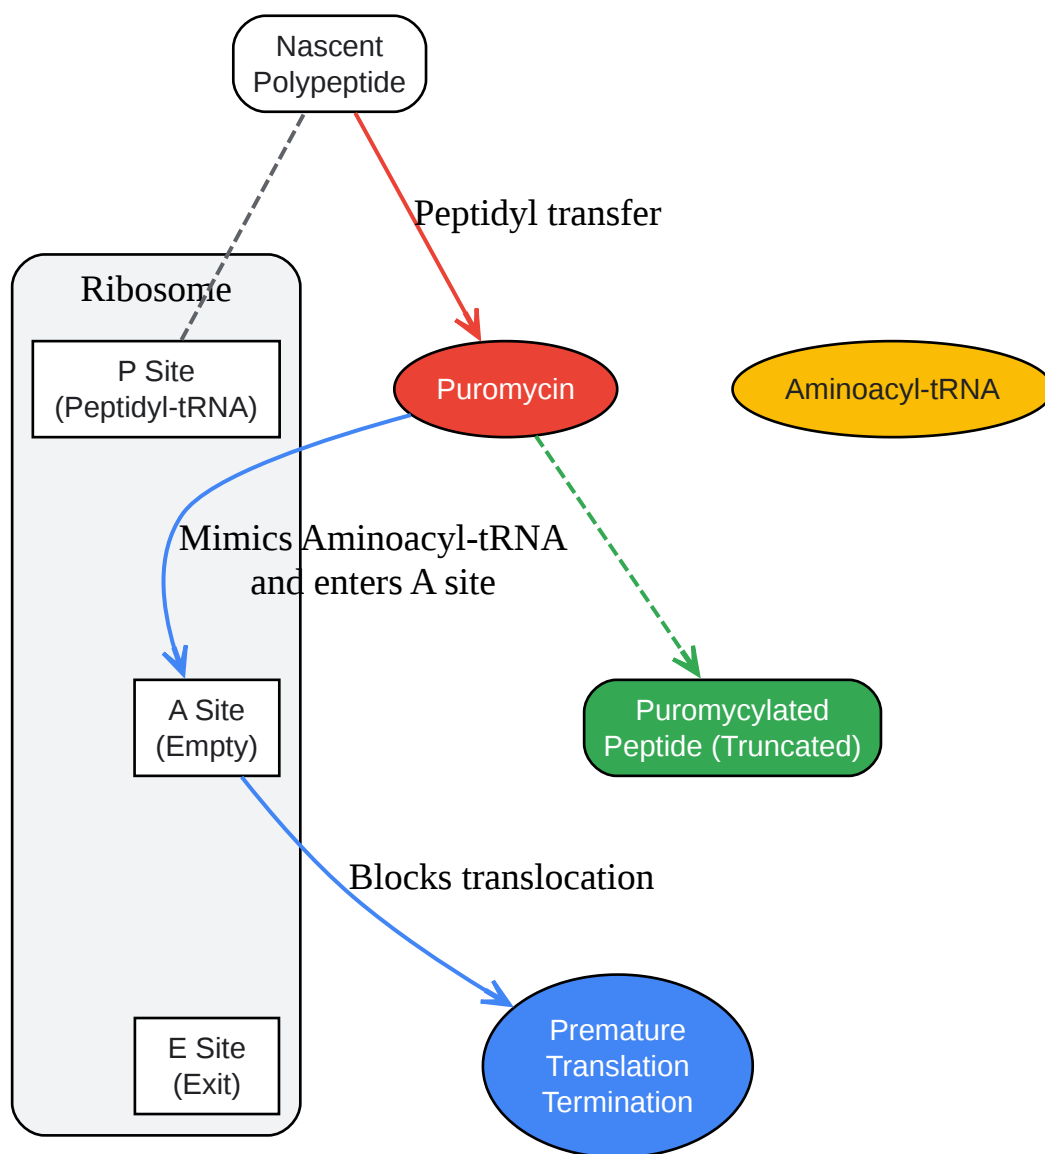 Nascent
Polypeptide
Peptidyl transfer
Ribosome
P Site
(Peptidyl-tRNA)
Puromycin
Aminoacyl-tRNA
Mimics Aminoacyl-tRNA
and enters A site
A Site
(Empty)
Puromycylated
Peptide (Truncated)
Blocks translocation
E Site
(Exit)
Premature
Translation
Termination